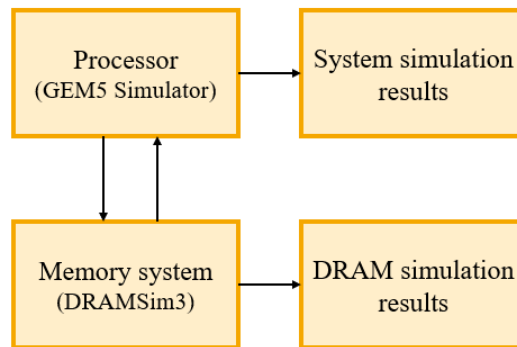 Processor
(GEM5 Simulator)
System simulation
results
Memory system
(DRAMSim3)
DRAM simulation
results